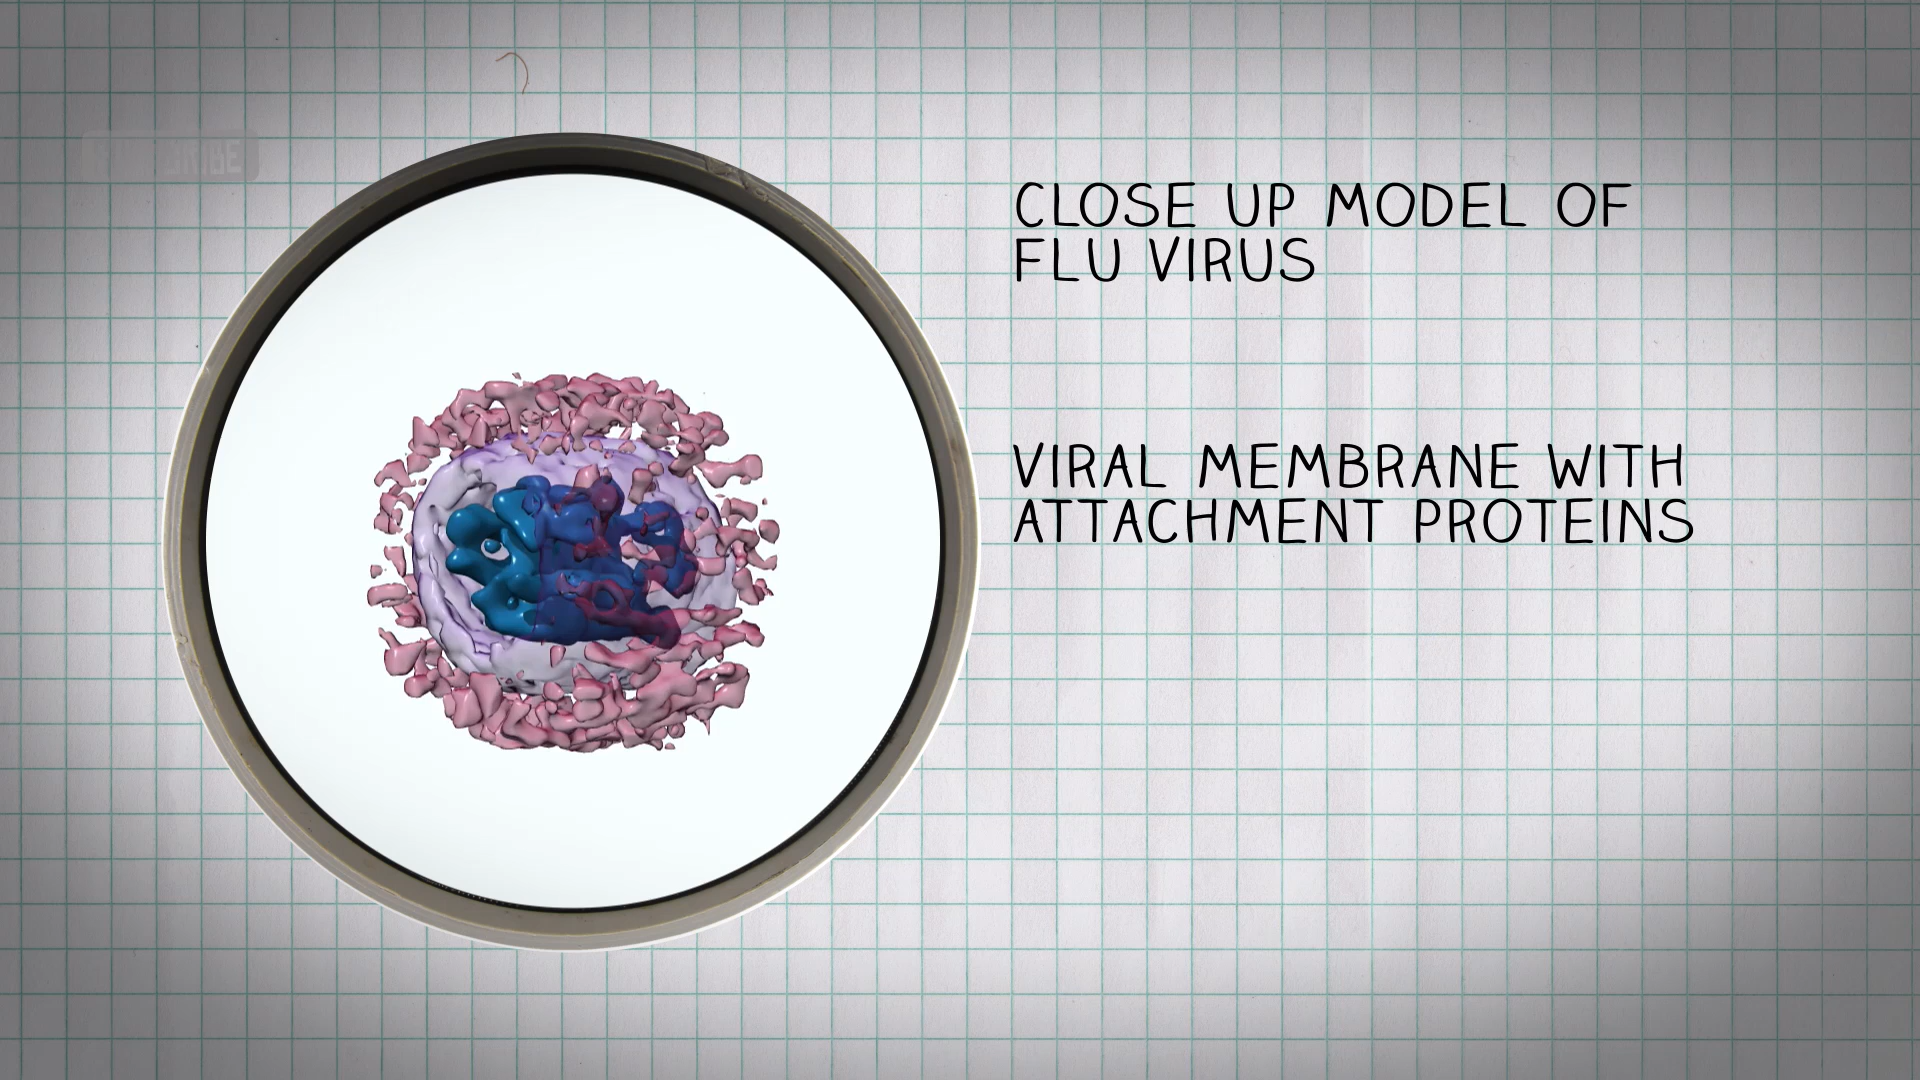 CLOSE UP MODEL OF
FLU VIRUS
VIRAL MEMBRANE WITH
ATTACHMENT PROTEINS